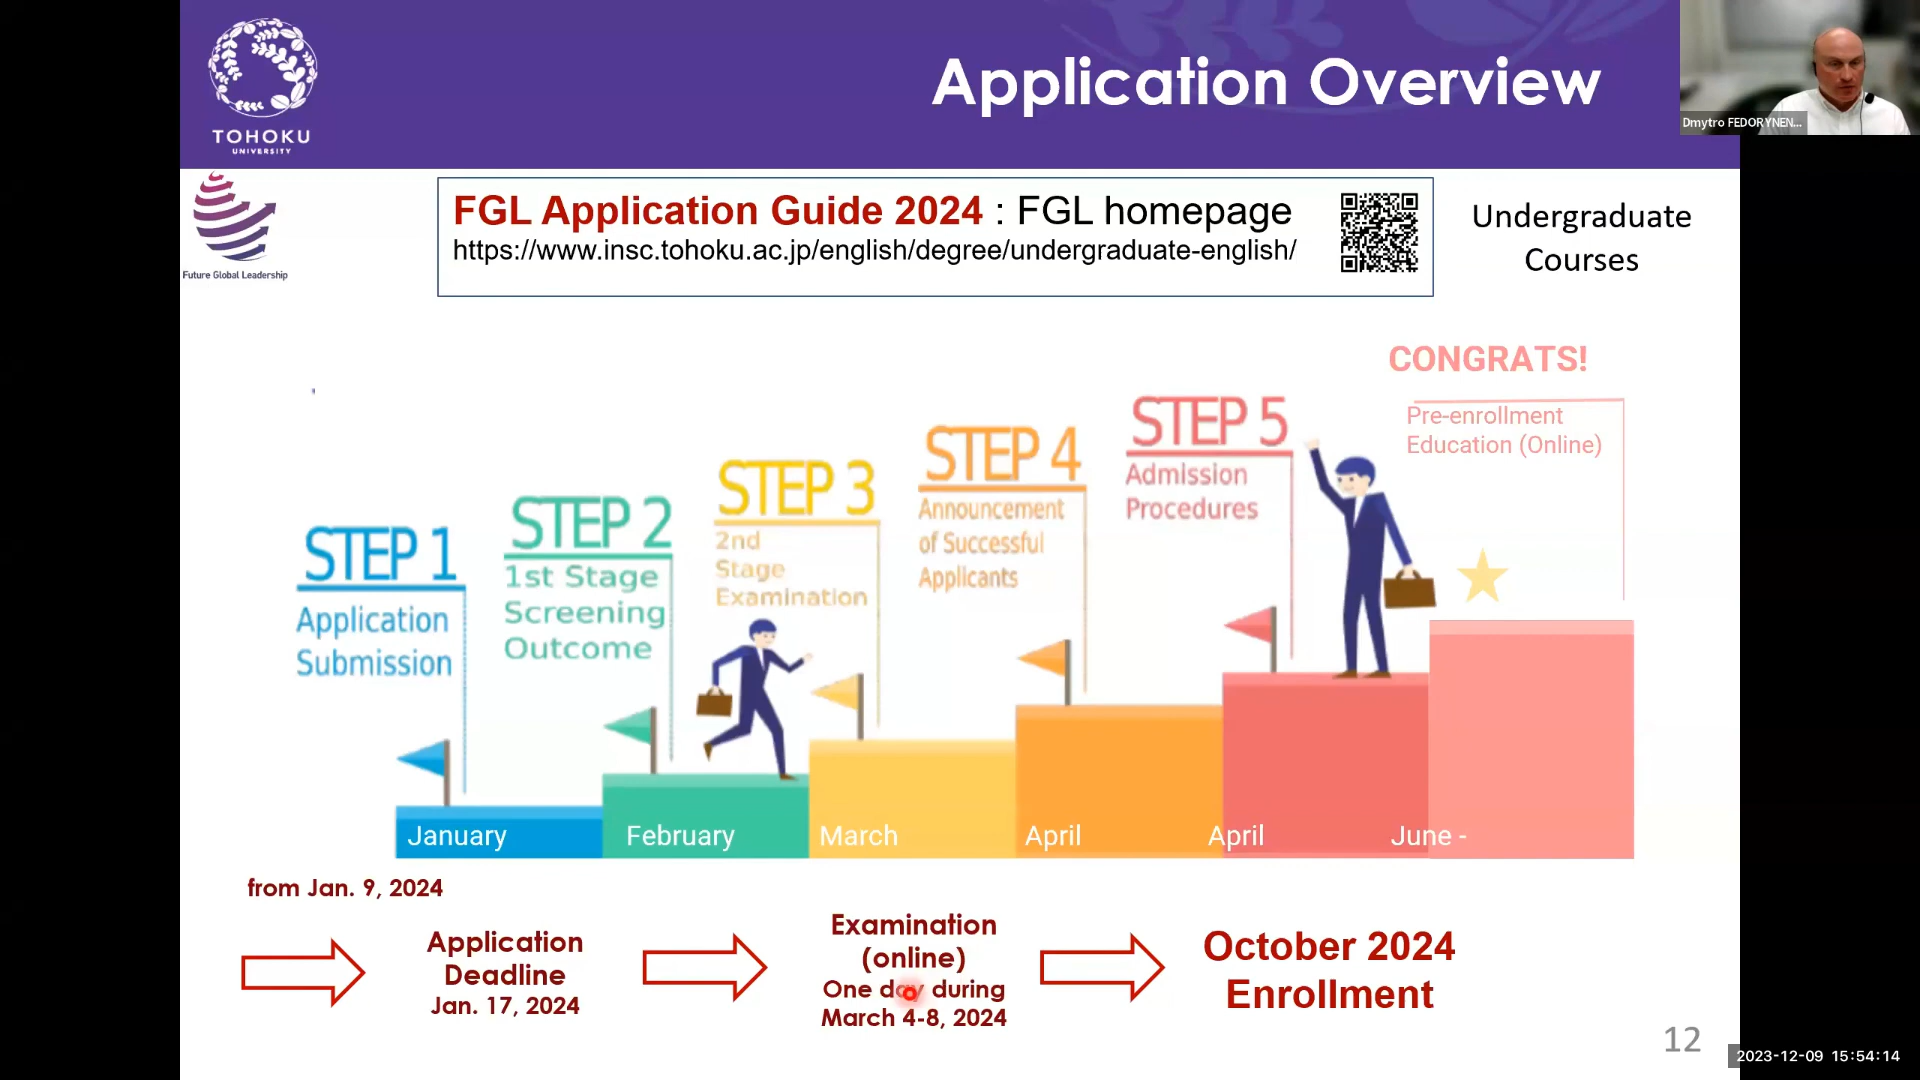 TOHOKU
UNIVERSITY
Application Overview
Dmytro FEDORYNEN...
Future Global Leadership
FGL Application Guide 2024 : FGL homepage
https://www.insc.tohoku.ac.jp/english/degree/undergraduate-english/
Undergraduate
Courses
STEP 1
Application
Submission
STEP 2
1st Stage
Screening
Outcome
STEP 3
2nd
Stage
Examination
STEP 4
Announcement
of Successful
Applicants
STEP 5
Admission
Procedures
CONGRATS!
Pre-enrollment
Education (Online)
January
February
March
April
April
June -
from Jan. 9, 2024
Application
Deadline
Jan. 17, 2024
Examination
(online)
One day during
March 4-8, 2024
October 2024
Enrollment
12
2023-12-09 15:54:14